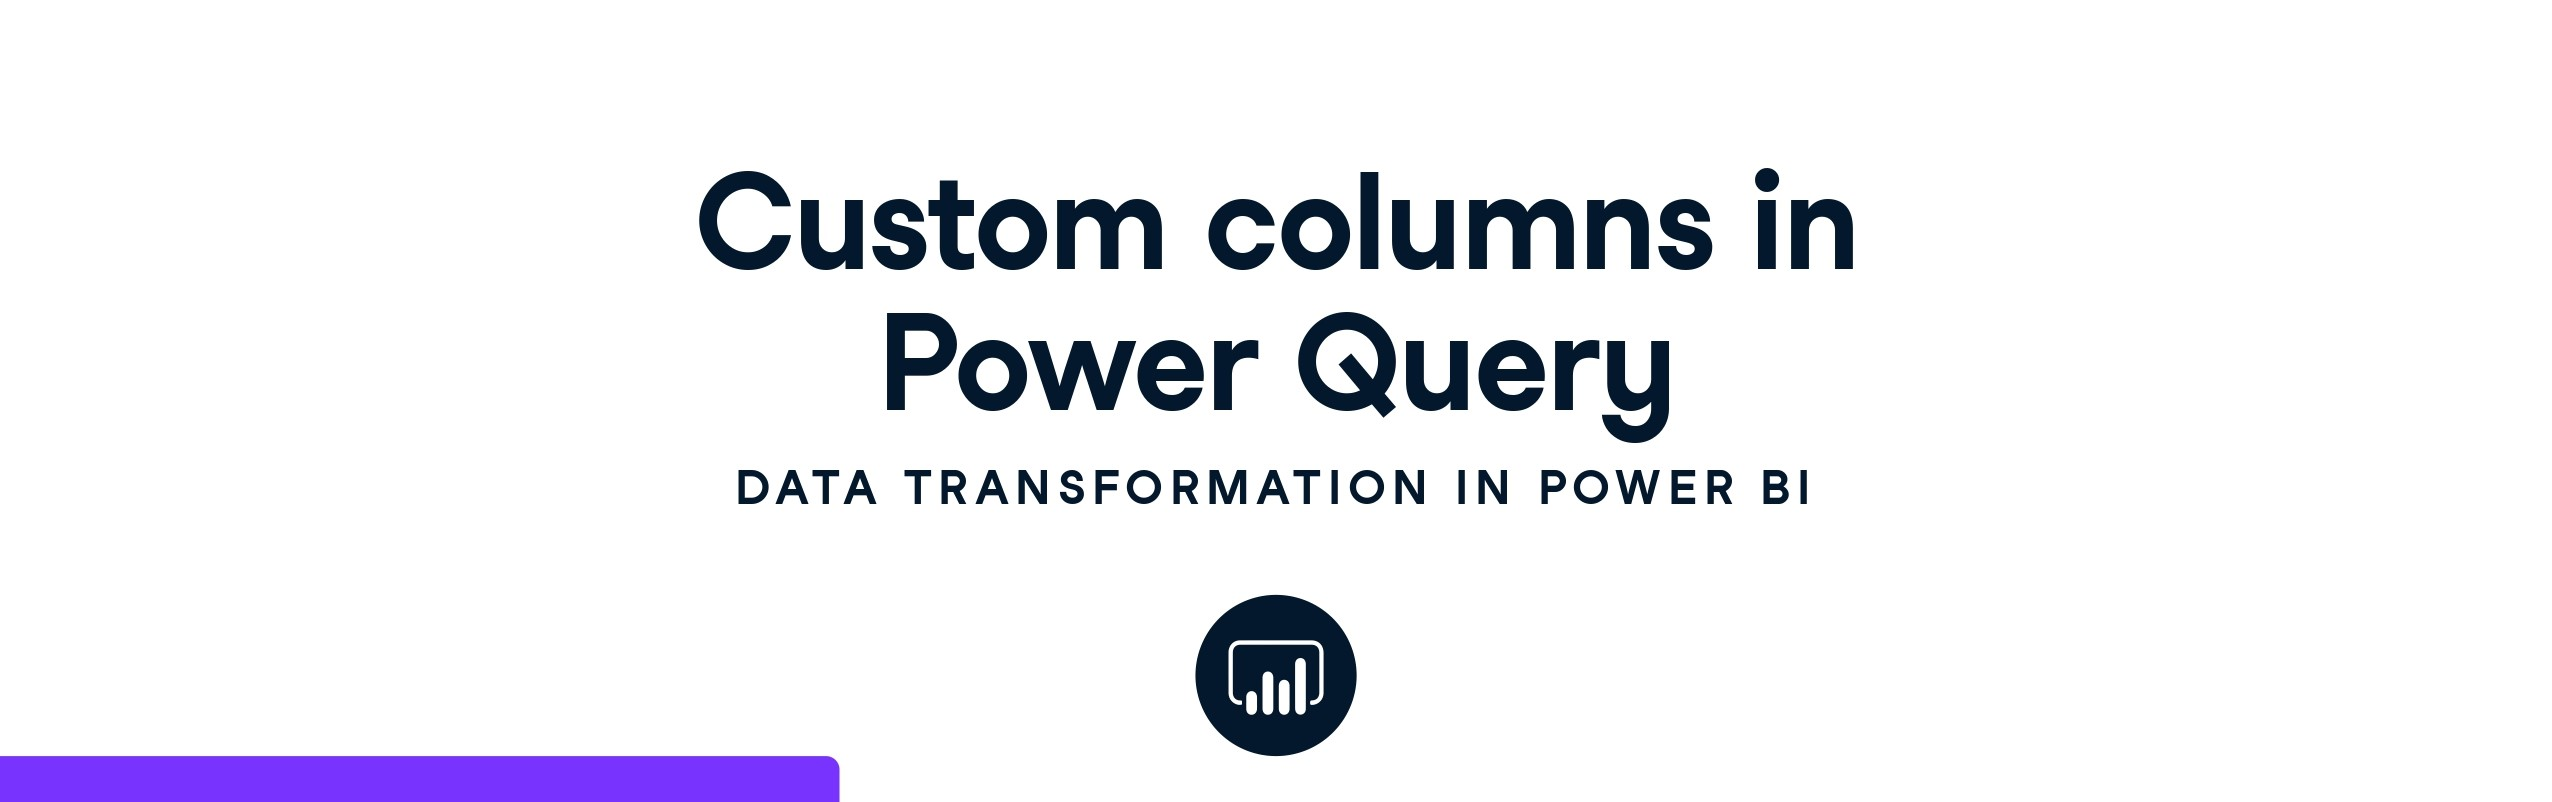 Custom columns in
Power Query
DATA TRANSFORMATION IN POWER BI